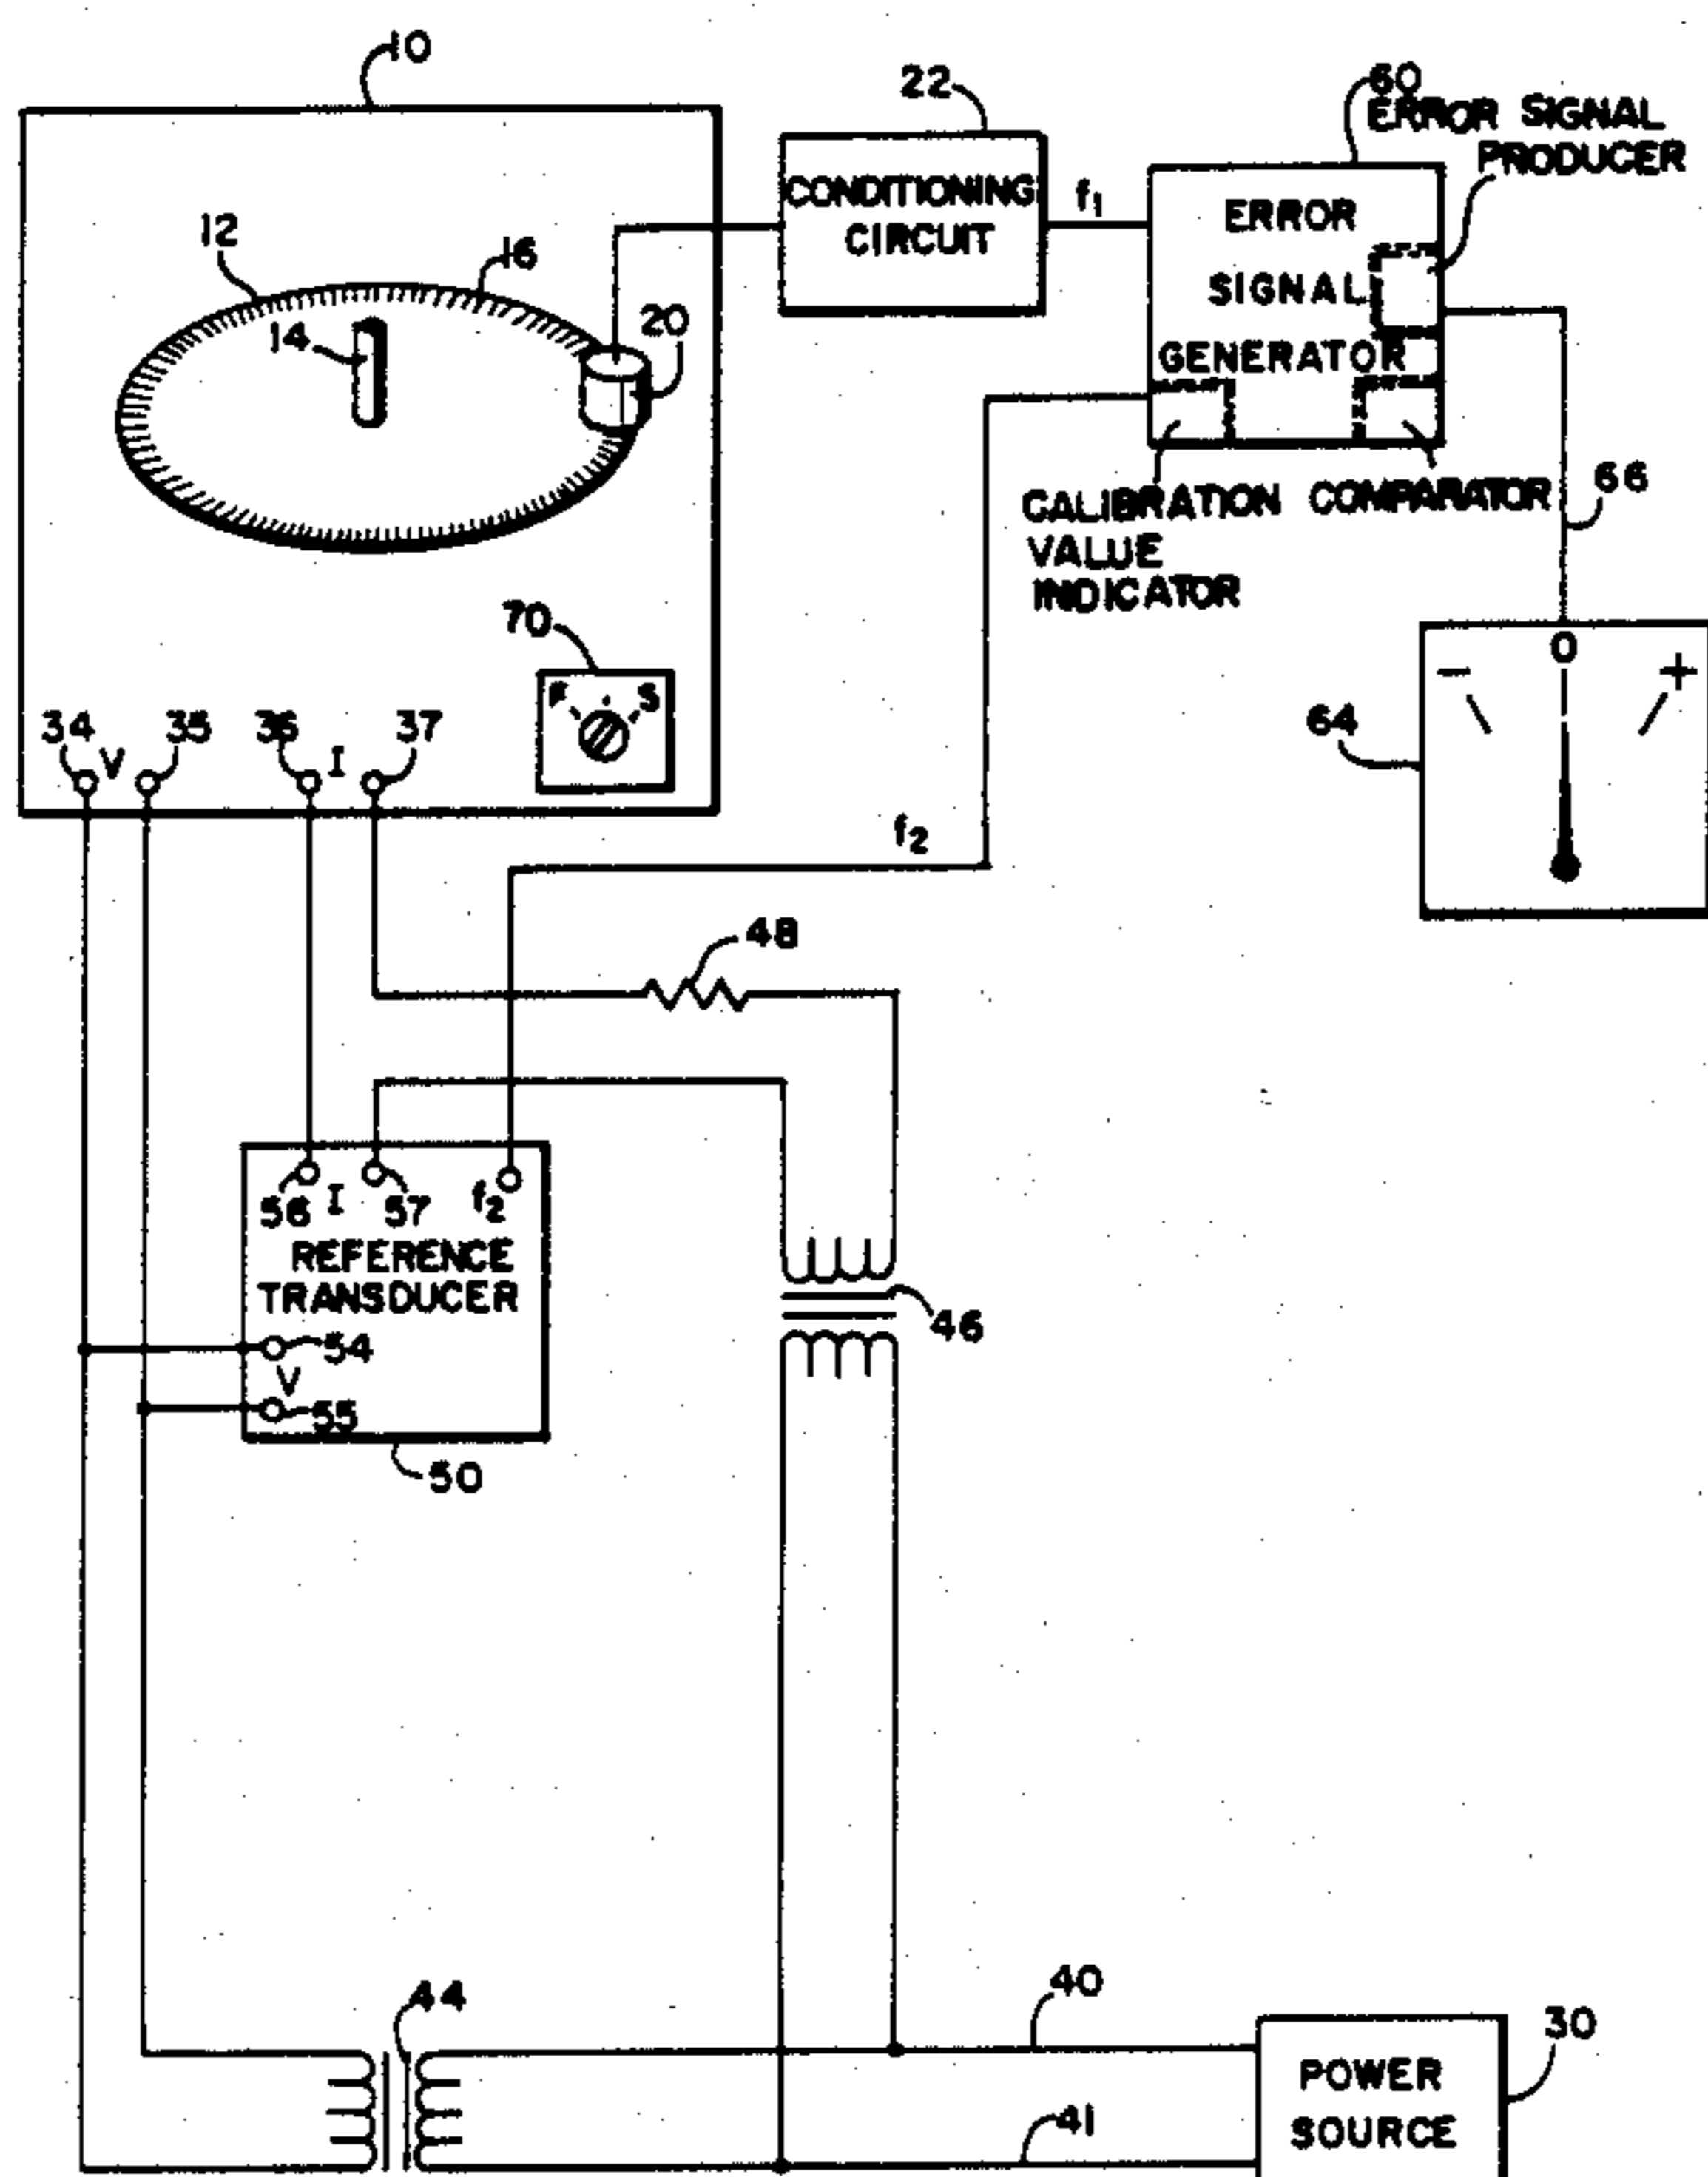 10
22
60
ERROR SIGNAL
PRODUCER
CONDITIONING
CIRCUIT
f1
ERROR
SIGNAL
GENERATOR
12
16
14
20
CALIBRATION
VALUE
INDICATOR
COMPARATOR
66
70
F S
- 0 +
64
34 V 35 36 I 37
f2
48
56 I 57 f2
REFERENCE
TRANSDUCER
54
V
55
50
46
44
40
41
30
POWER
SOURCE